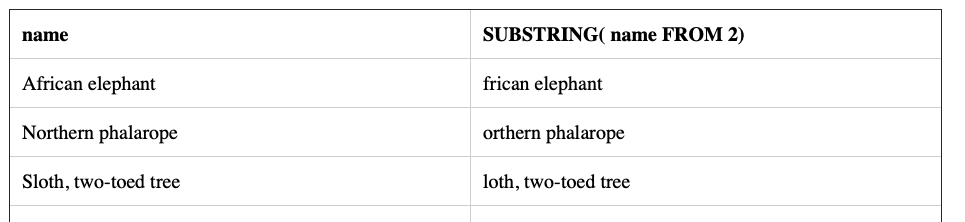 name SUBSTRING( name FROM 2)
African elephant frican elephant
Northern phalarope orthern phalarope
Sloth, two-toed tree loth, two-toed tree